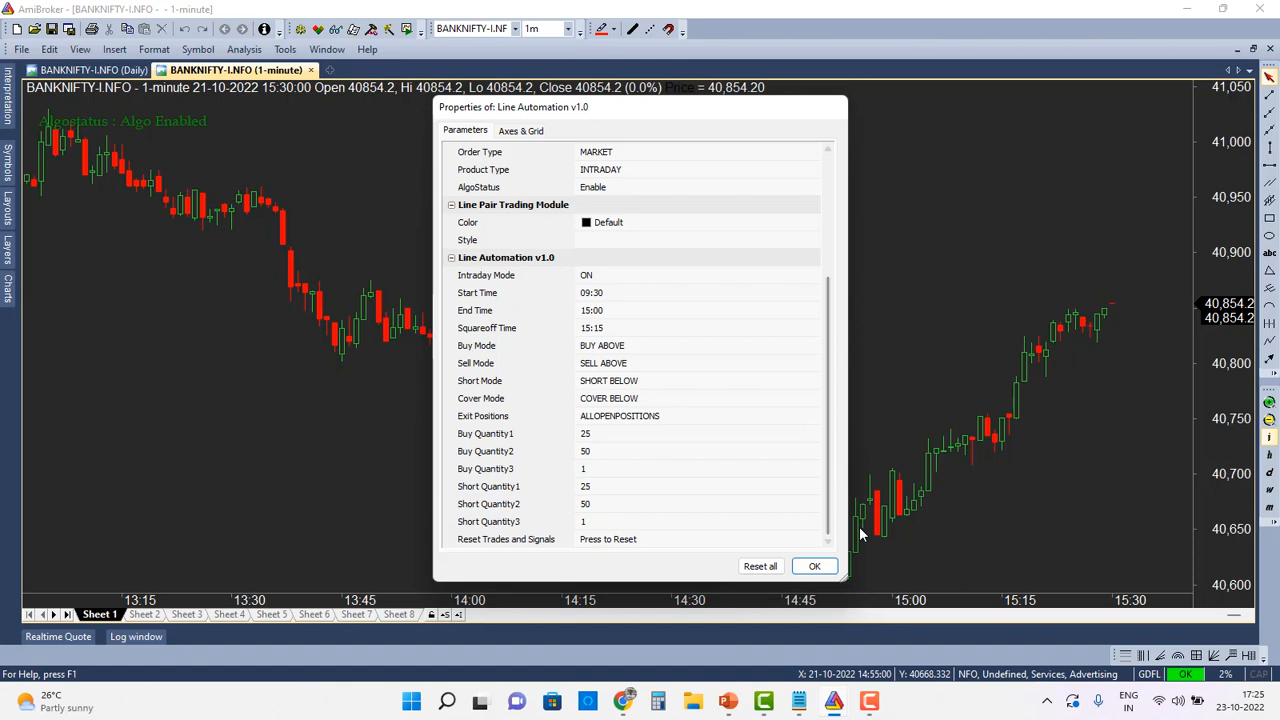 AmiBroker - [BANKNIFTY-I.NFO (1-minute)]
BANKNIFTY-I.NF 1m
File Edit View Insert Format Symbol Analysis Tools Window Help
BANKNIFTY-I.NFO (Daily) BANKNIFTY-I.NFO (1-minute)
BANKNIFTY-I.NFO - 1-minute 21-10-2022 15:30:00 Open 40854.2, Hi 40854.2, Lo 40854.2, Close 40854.2 (0.0%) Price = 40,854.20
Algostatus : Algo Enabled
Interpretation
Symbols
Layouts
Layers
Charts
Properties of: Line Automation v1.0
Parameters Axes & Grid
Order Type MARKET
Product Type INTRADAY
AlgoStatus Enable
Line Pair Trading Module
Color Default
Style
Line Automation v1.0
Intraday Mode ON
Start Time 09:30
End Time 15:00
Squareoff Time 15:15
Buy Mode BUY ABOVE
Sell Mode SELL ABOVE
Short Mode SHORT BELOW
Cover Mode COVER BELOW
Exit Positions ALLOPENPOSITIONS
Buy Quantity1 25
Buy Quantity2 50
Buy Quantity3 1
Short Quantity1 25
Short Quantity2 50
Short Quantity3 1
Reset Trades and Signals Press to Reset
Reset all OK
41,050
41,000
40,950
40,900
40,854.2
40,854.2
40,800
40,750
40,700
40,650
40,600
abc
i
h
d
w
m
13:15 13:30 13:45 14:00 14:15 14:30 14:45 15:00 15:15 15:30
Sheet 1 Sheet 2 Sheet 3 Sheet 4 Sheet 5 Sheet 6 Sheet 7 Sheet 8
Realtime Quote Log window
For Help, press F1 X: 21-10-2022 14:55:00 Y: 40668.332 NFO, Undefined, Services, Advertising GDFL OK 2% CAP
26°C
Partly sunny
ENG
IN
17:25
23-10-2022